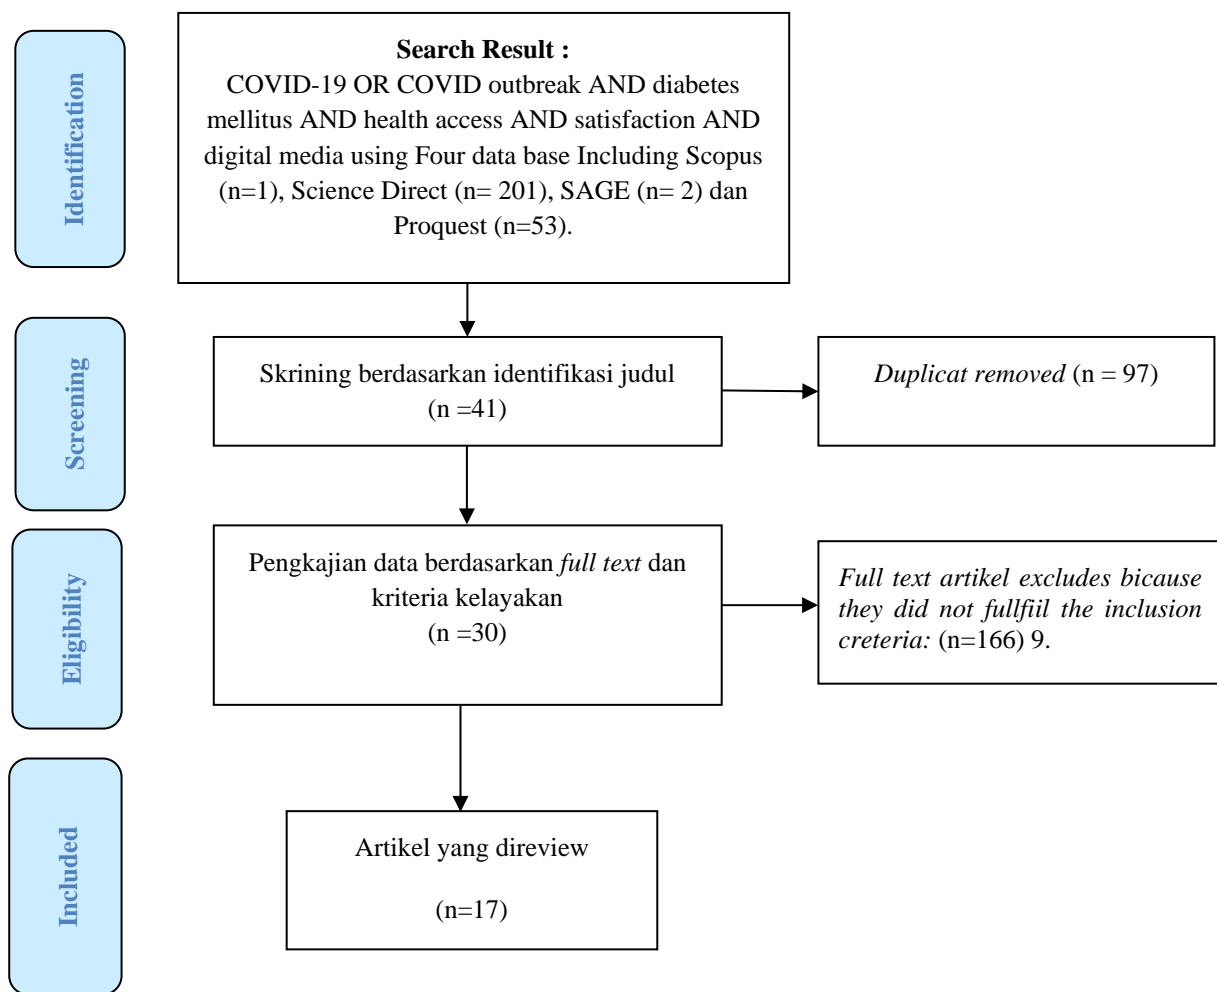 Identification
Search Result :
COVID-19 OR COVID outbreak AND diabetes
mellitus AND health access AND satisfaction AND
digital media using Four data base Including Scopus
(n=1), Science Direct (n= 201), SAGE (n= 2) dan
Proquest (n=53).
Screening
Skrining berdasarkan identifikasi judul
(n =41)
Duplicat removed (n = 97)
Eligibility
Pengkajian data berdasarkan full text dan
kriteria kelayakan
(n =30)
Full text artikel excludes bicause
they did not fullfiil the inclusion
creteria: (n=166) 9.
Included
Artikel yang direview
(n=17)